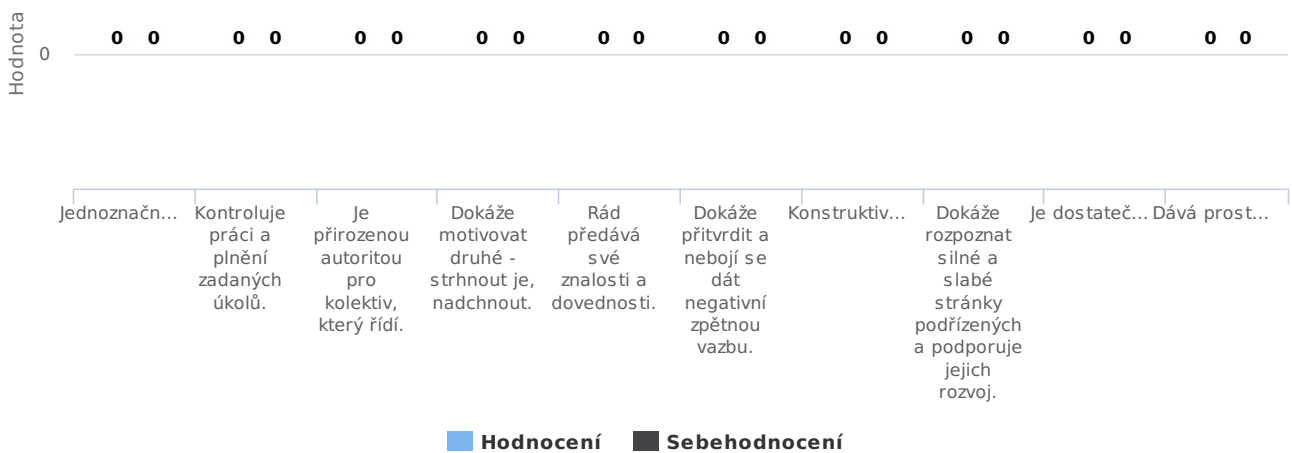 Hodnota
0
0 0 0 0 0 0 0 0 0 0 0 0 0 0 0 0 0 0 0 0
Jednoznačn...
Kontroluje
práci a
plnění
zadaných
úkolů.
Je
přirozenou
autoritou
pro
kolektiv,
který řídí.
Dokáže
motivovat
druhé -
strhnout je,
nadchnout.
Rád
předává
své
znalosti a
dovednosti.
Dokáže
přitvrdit a
nebojí se
dát
negativní
zpětnou
vazbu.
Konstruktiv...
Dokáže
rozpoznat
silné a
slabé
stránky
podřízených
a podporuje
jejich
rozvoj.
Je dostateč...
Dává prost...
Hodnocení
Sebehodnocení